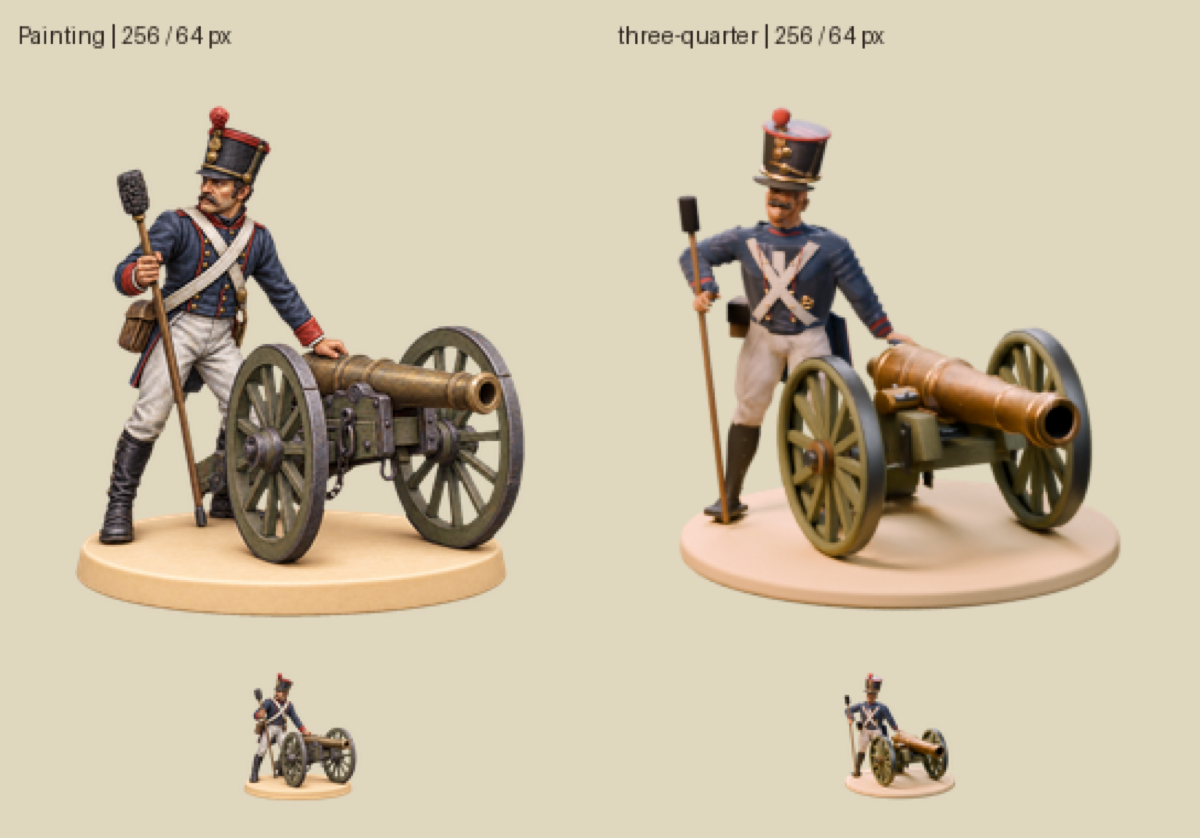 Painting | 256 / 64 px
three-quarter | 256 / 64 px